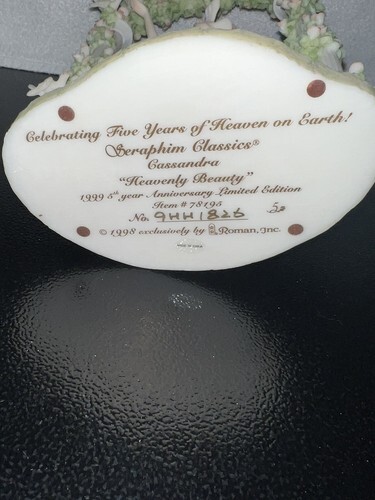 Celebrating Five Years of Heaven on Earth!
Seraphim Classics®
Cassandra
"Heavenly Beauty"
1999 5th year Anniversary Limited Edition
Item # 78195
No. 9HH1826
© 1998 exclusively by Roman, Inc.